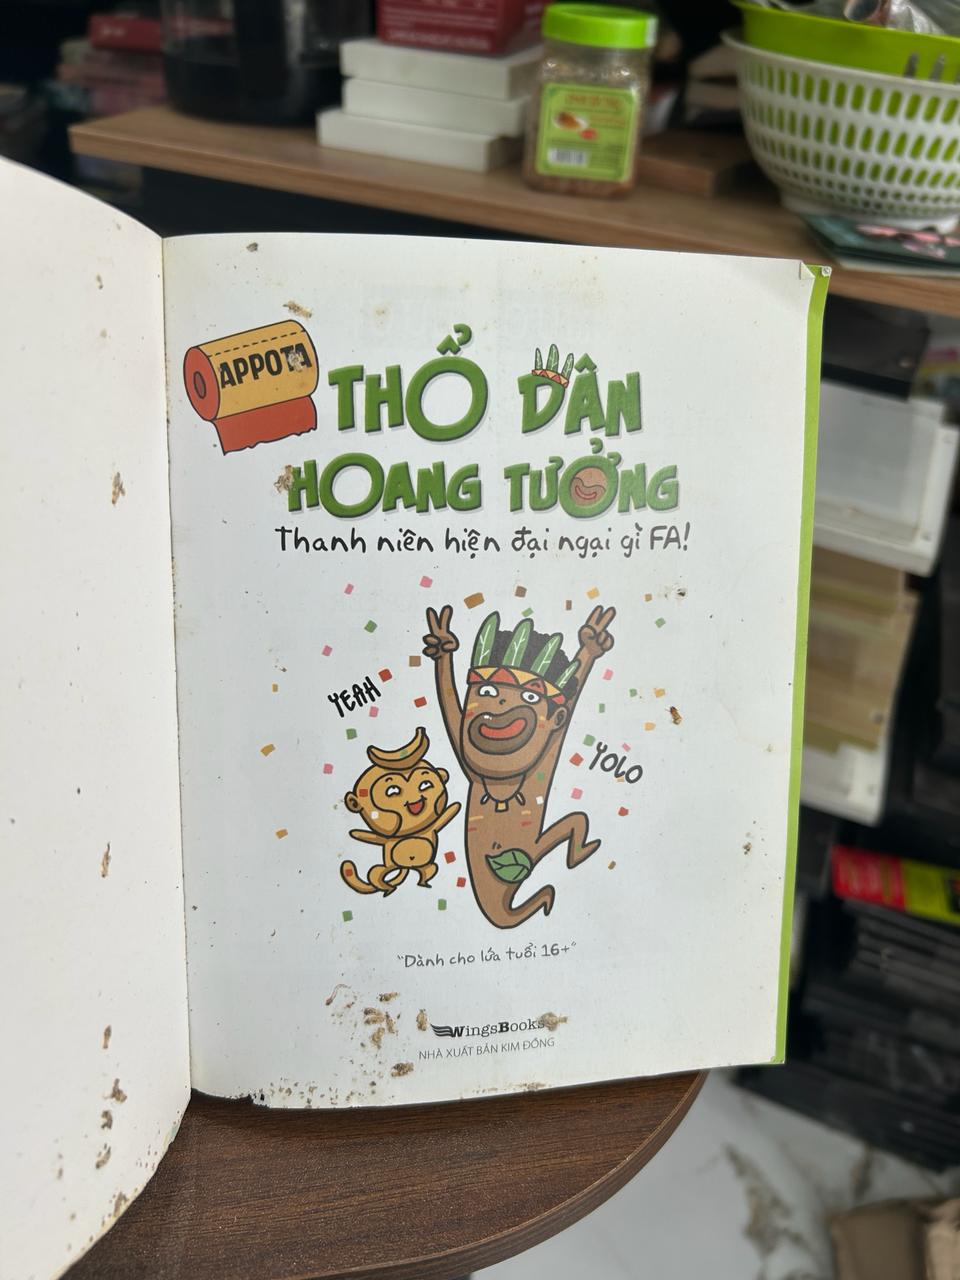 APPOTA
THỔ DÂN
HOANG TƯỞNG
Thanh niên hiện đại ngại gì FA!
YEAH
YOLO
"Dành cho lứa tuổi 16+"
WingsBooks
NHÀ XUẤT BẢN KIM ĐỒNG